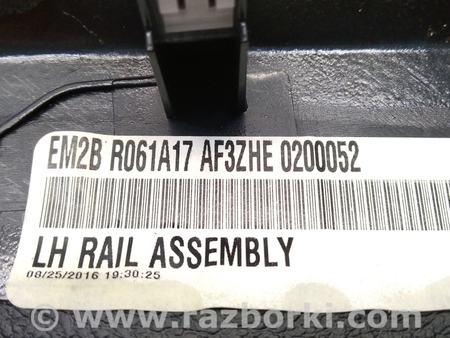 EM2B R061A17 AF3ZHE 0200052
LH RAIL ASSEMBLY
08/25/2016 19:30:25
www.razborki.com